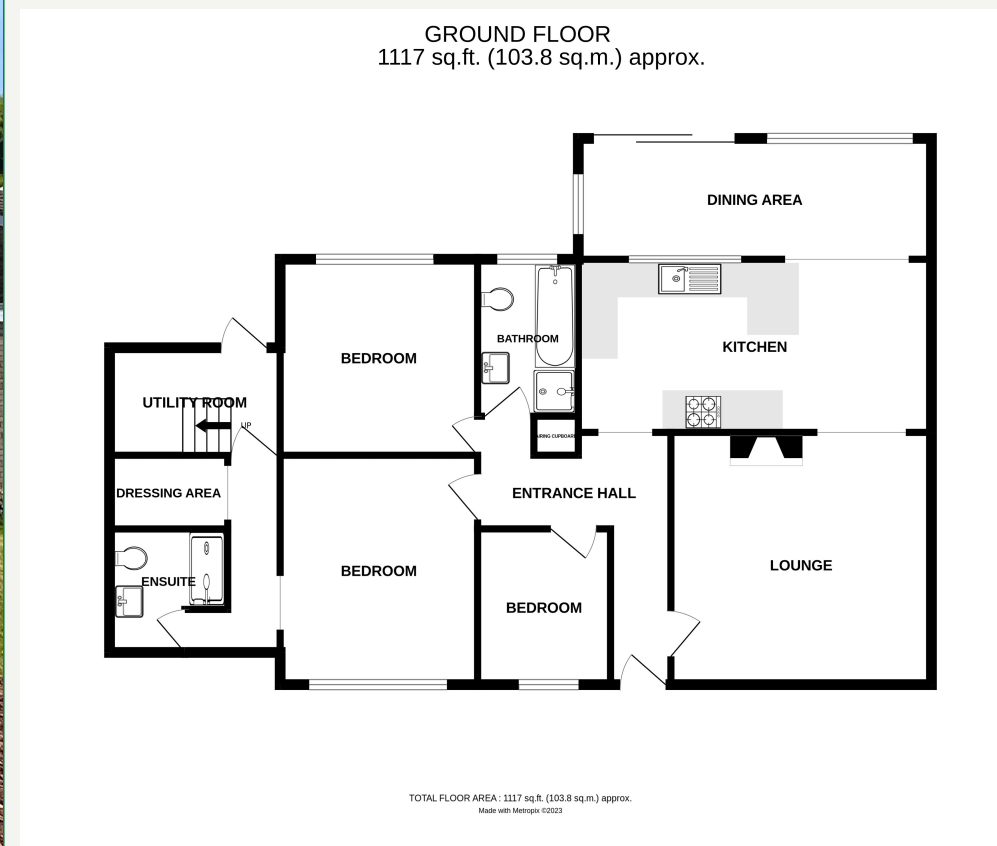 GROUND FLOOR
1117 sq.ft. (103.8 sq.m.) approx.
DINING AREA
BATHROOM
KITCHEN
BEDROOM
UTILITY ROOM
UP
AIRING CUPBOARD
DRESSING AREA
ENTRANCE HALL
LOUNGE
BEDROOM
ENSUITE
BEDROOM
TOTAL FLOOR AREA : 1117 sq.ft. (103.8 sq.m.) approx.
Made with Metropix ©2023